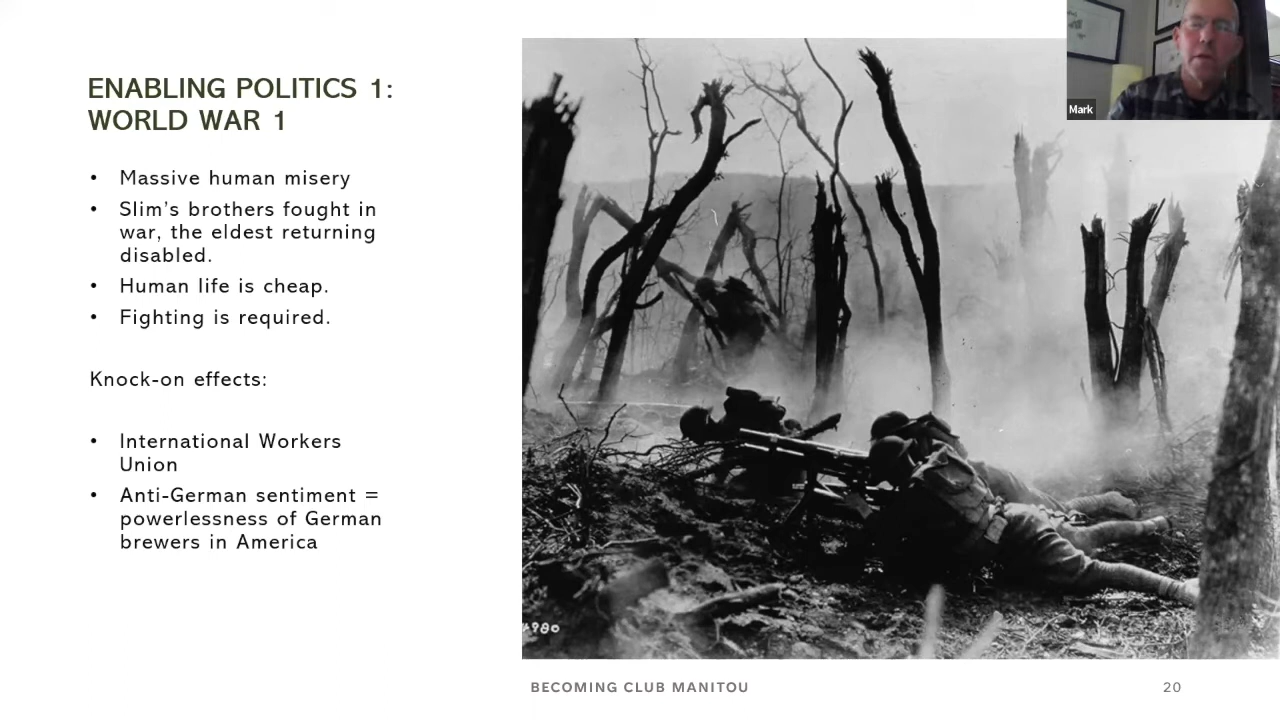 ENABLING POLITICS 1:
WORLD WAR 1
• Massive human misery
• Slim's brothers fought in
war, the eldest returning
disabled.
• Human life is cheap.
• Fighting is required.
Knock-on effects:
• International Workers
Union
• Anti-German sentiment =
powerlessness of German
brewers in America
Mark
4980
BECOMING CLUB MANITOU
20